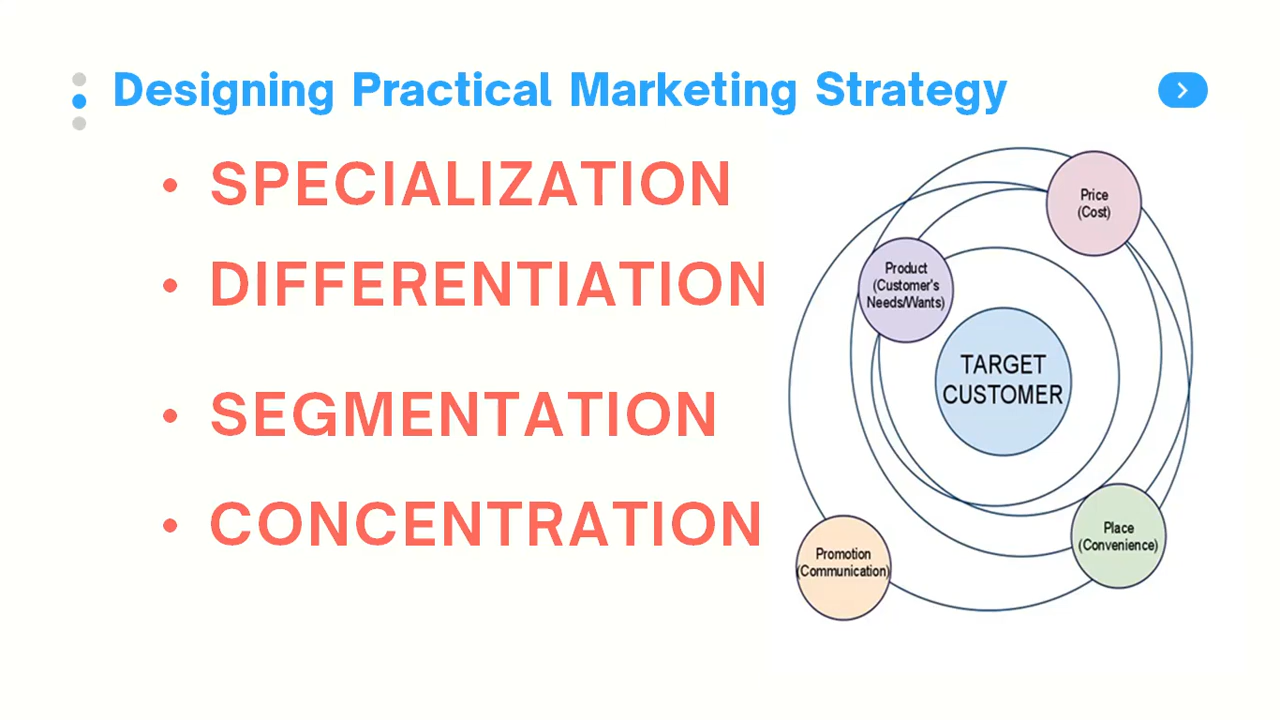 Designing Practical Marketing Strategy
• SPECIALIZATION
• DIFFERENTIATION
• SEGMENTATION
• CONCENTRATION
Price
(Cost)
Product
(Customer's
Needs/Wants)
TARGET
CUSTOMER
Place
(Convenience)
Promotion
(Communication)